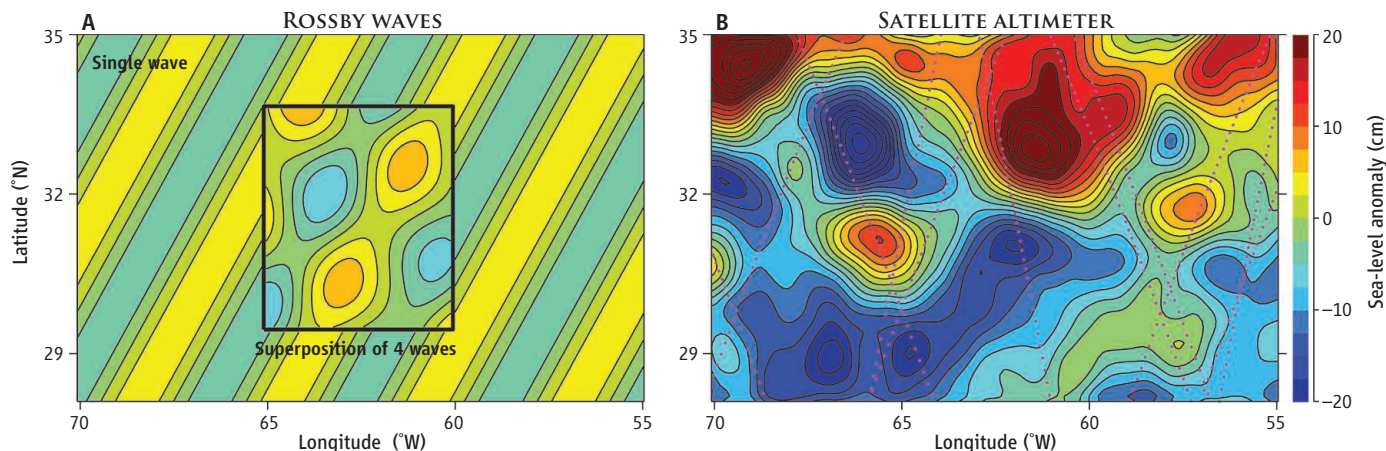 A
ROSSBY WAVES
35
32
29
Latitude (°N)
Single wave
Superposition of 4 waves
70
65
60
55
Longitude (°W)
B
SATELLITE ALTIMETER
35
32
29
70
65
60
55
Longitude (°W)
20
10
0
–10
–20
Sea-level anomaly (cm)